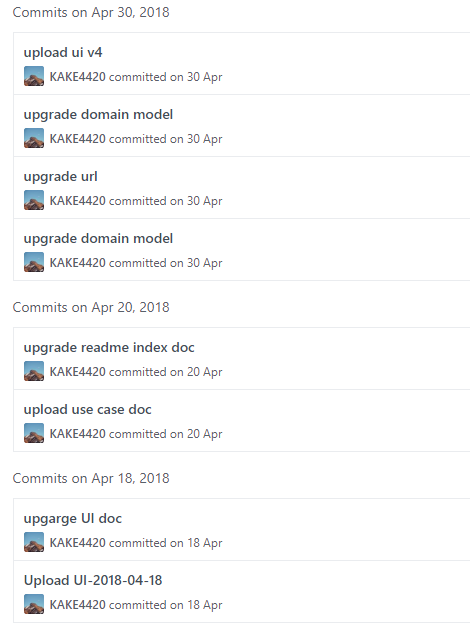 Commits on Apr 30, 2018
upload ui v4
KAKE4420 committed on 30 Apr
upgrade domain model
KAKE4420 committed on 30 Apr
upgrade url
KAKE4420 committed on 30 Apr
upgrade domain model
KAKE4420 committed on 30 Apr
Commits on Apr 20, 2018
upgrade readme index doc
KAKE4420 committed on 20 Apr
upload use case doc
KAKE4420 committed on 20 Apr
Commits on Apr 18, 2018
upgarge UI doc
KAKE4420 committed on 18 Apr
Upload UI-2018-04-18
KAKE4420 committed on 18 Apr